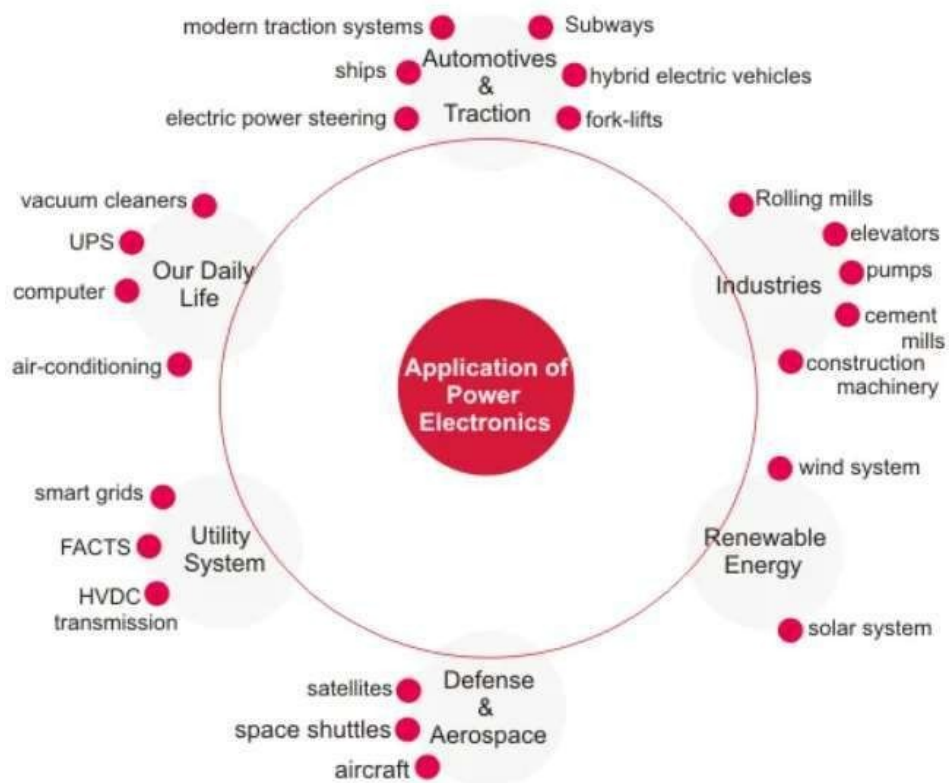 modern traction systems
ships
electric power steering
Automotives
&
Traction
Subways
hybrid electric vehicles
fork-lifts
vacuum cleaners
UPS
computer
air-conditioning
Our Daily
Life
Rolling mills
elevators
pumps
cement
mills
construction
machinery
Industries
Application of
Power
Electronics
smart grids
FACTS
HVDC
transmission
Utility
System
wind system
Renewable
Energy
solar system
satellites
space shuttles
aircraft
Defense
&
Aerospace